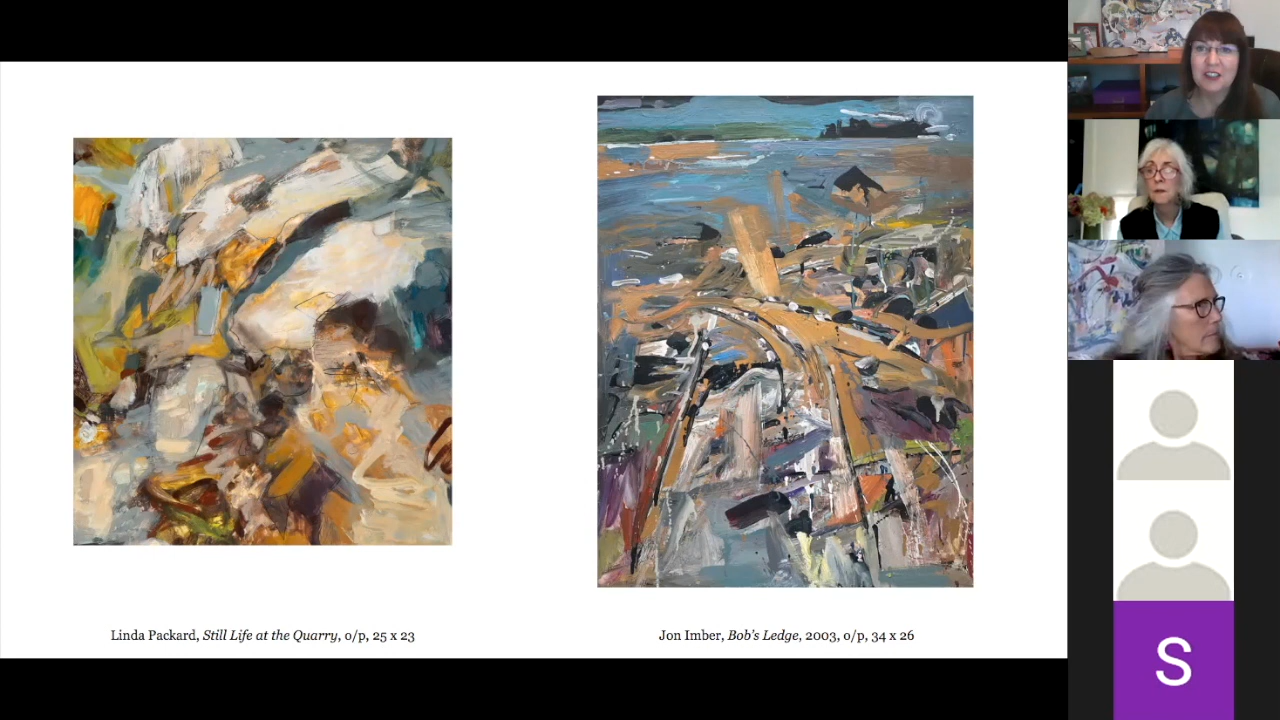 Linda Packard, Still Life at the Quarry, o/p, 25 x 23
Jon Imber, Bob's Ledge, 2003, o/p, 34 x 26
S